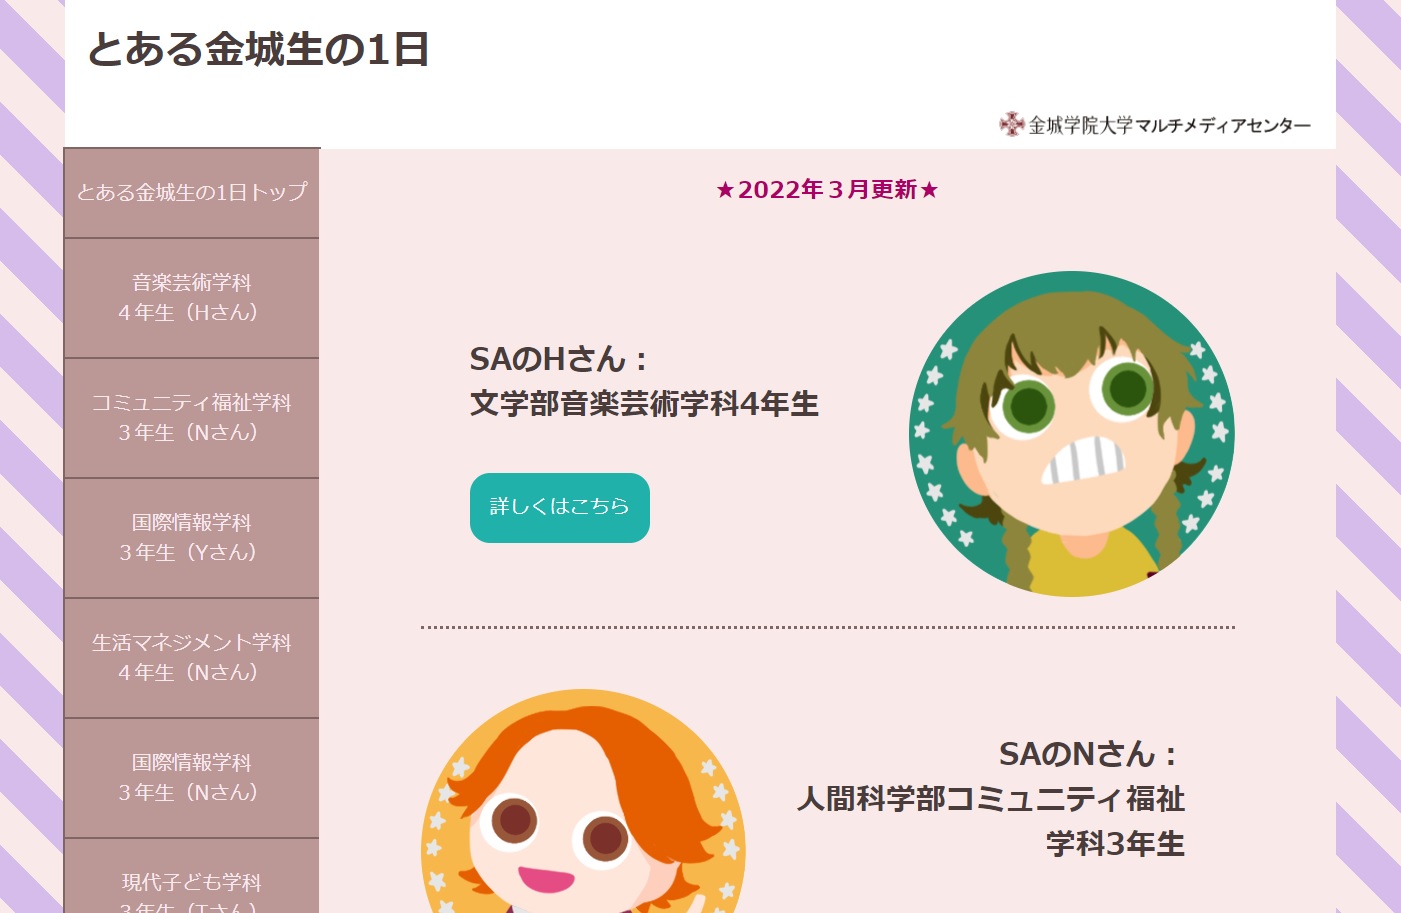 とある金城生の1日
金城学院大学マルチメディアセンター
とある金城生の1日トップ
音楽芸術学科
４年生（Hさん）
コミュニティ福祉学科
３年生（Nさん）
国際情報学科
３年生（Yさん）
生活マネジメント学科
４年生（Nさん）
国際情報学科
３年生（Nさん）
現代子ども学科
３年生（Tさん）
★2022年３月更新★
SAのHさん：
文学部音楽芸術学科4年生
詳しくはこちら
SAのNさん：
人間科学部コミュニティ福祉
学科3年生